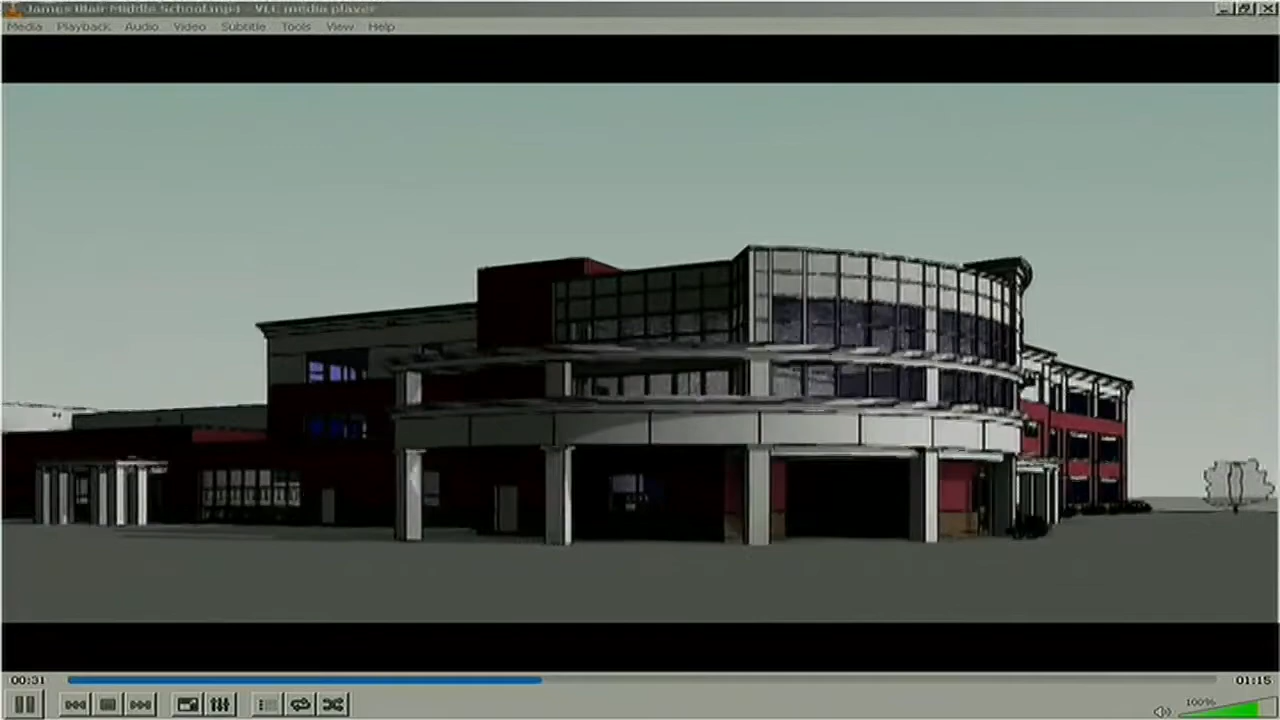 James Blair Middle School.mp4 - VLC media player
Media Playback Audio Video Subtitle Tools View Help
00:31
01:15
100%